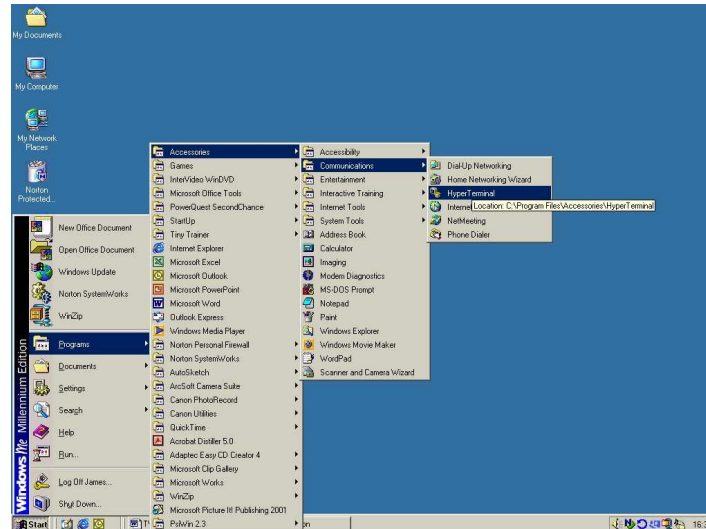 My Documents
My Computer
My Network
Places
Norton
Protected...
New Office Document
Open Office Document
Windows Update
Norton SystemWorks
WinZip
Programs
Documents
Settings
Search
Help
Run...
Log Off James...
Shut Down...
Windows Me Millennium Edition
Accessories
Games
InterVideo WinDVD
Microsoft Office Tools
PowerQuest SecondChance
StartUp
Tiny Trainer
Internet Explorer
Microsoft Excel
Microsoft Outlook
Microsoft PowerPoint
Microsoft Word
Outlook Express
Windows Media Player
Norton Personal Firewall
Norton SystemWorks
AutoSketch
ArcSoft Camera Suite
Canon PhotoRecord
Canon Utilities
QuickTime
Acrobat Distiller 5.0
Adaptec Easy CD Creator 4
Microsoft Clip Gallery
Microsoft Works
WinZip
Microsoft Picture It! Publishing 2001
PsiWin 2.3
Accessibility
Communications
Entertainment
Interactive Training
Internet Tools
System Tools
Address Book
Calculator
Imaging
Modem Diagnostics
MS-DOS Prompt
Notepad
Paint
Windows Explorer
Windows Movie Maker
WordPad
Scanner and Camera Wizard
Dial-Up Networking
Home Networking Wizard
HyperTerminal
Interne
Location: C:\Program Files\Accessories\HyperTerminal
NetMeeting
Phone Dialer
Start
on